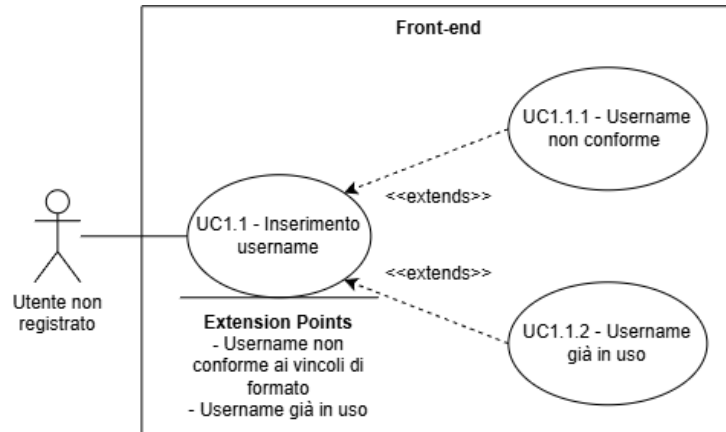 Front-end
UC1.1.1 - Username
non conforme
<<extends>>
UC1.1 - Inserimento
username
<<extends>>
Utente non
registrato
Extension Points
- Username non
conforme ai vincoli di
formato
- Username già in uso
UC1.1.2 - Username
già in uso